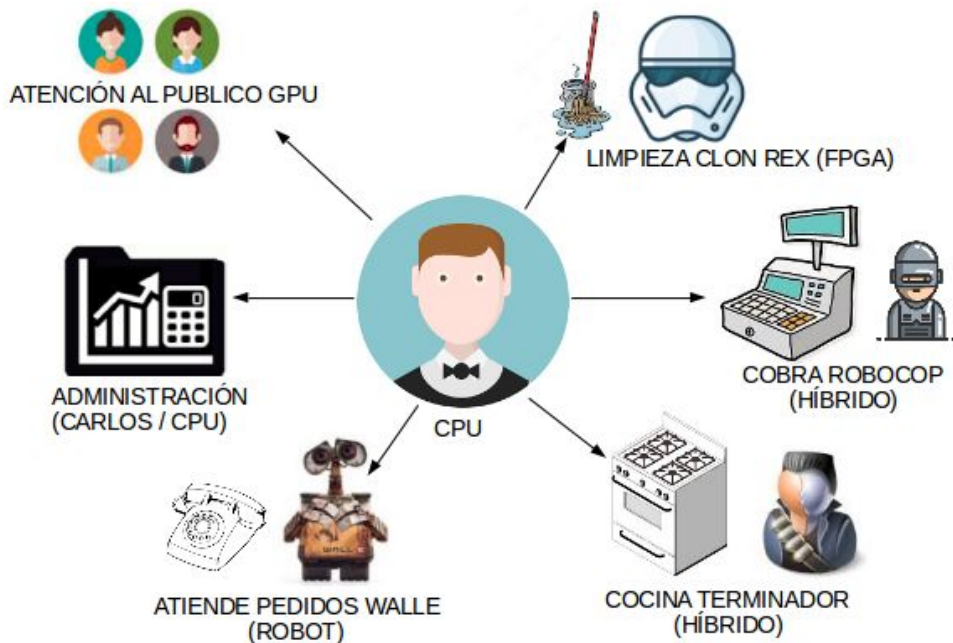 ATENCIÓN AL PUBLICO GPU
LIMPIEZA CLON REX (FPGA)
ADMINISTRACIÓN
(CARLOS / CPU)
CPU
COBRA ROBOCOP
(HÍBRIDO)
WALL
ATIENDE PEDIDOS WALLE
(ROBOT)
COCINA TERMINADOR
(HÍBRIDO)